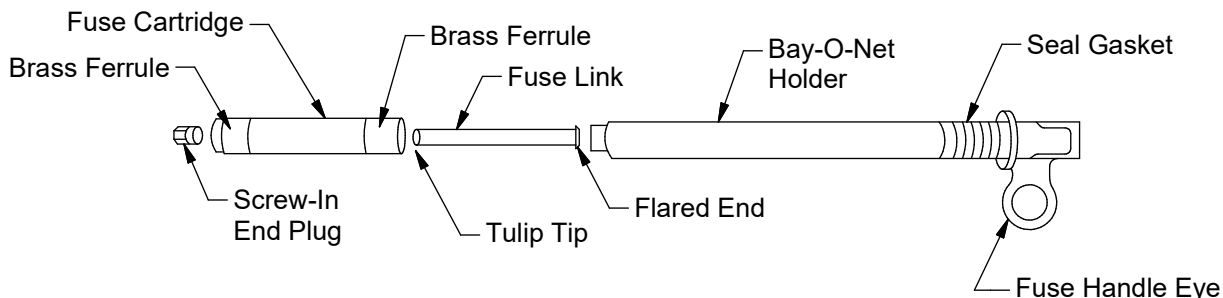 Fuse Cartridge
Brass Ferrule
Brass Ferrule
Fuse Link
Bay-O-Net
Holder
Seal Gasket
Screw-In
End Plug
Tulip Tip
Flared End
Fuse Handle Eye